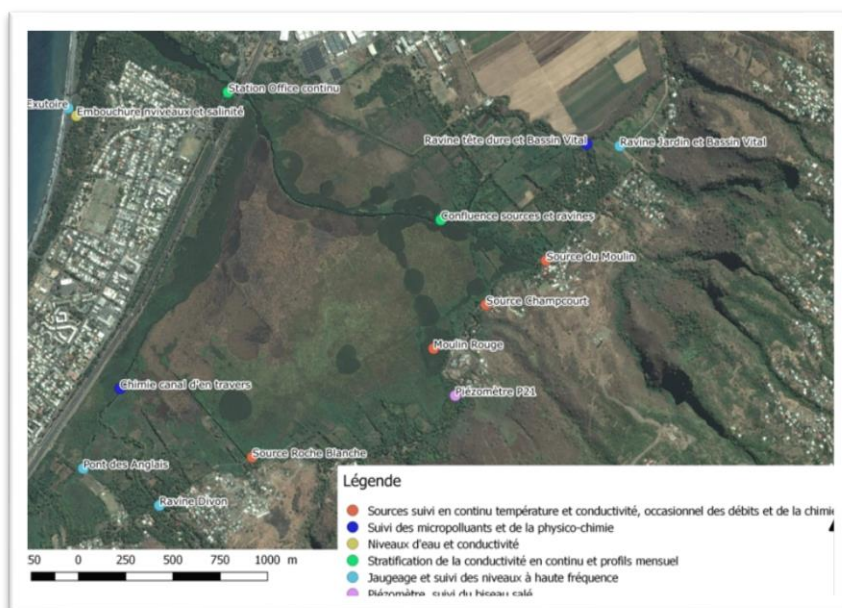 Station Office continu
Exutoire
Embouchure nviveaux et salinité
Ravine tête dure et Bassin Vital
Ravine Jardin et Bassin Vital
Confluence sources et ravines
Source du Moulin
Source Champcourt
Moulin Rouge
Chimie canal d'en travers
Piézomètre P21
Source Roche Blanche
Pont des Anglais
Ravine Divon
Légende
Sources suivi en continu température et conductivité, occasionnel des débits et de la chimie
Suivi des micropolluants et de la physico-chimie
Niveaux d'eau et conductivité
Stratification de la conductivité en continu et profils mensuel
Jaugeage et suivi des niveaux à haute fréquence
Piézomètre, suivi du biseau salé
50 0 250 500 750 1000 m